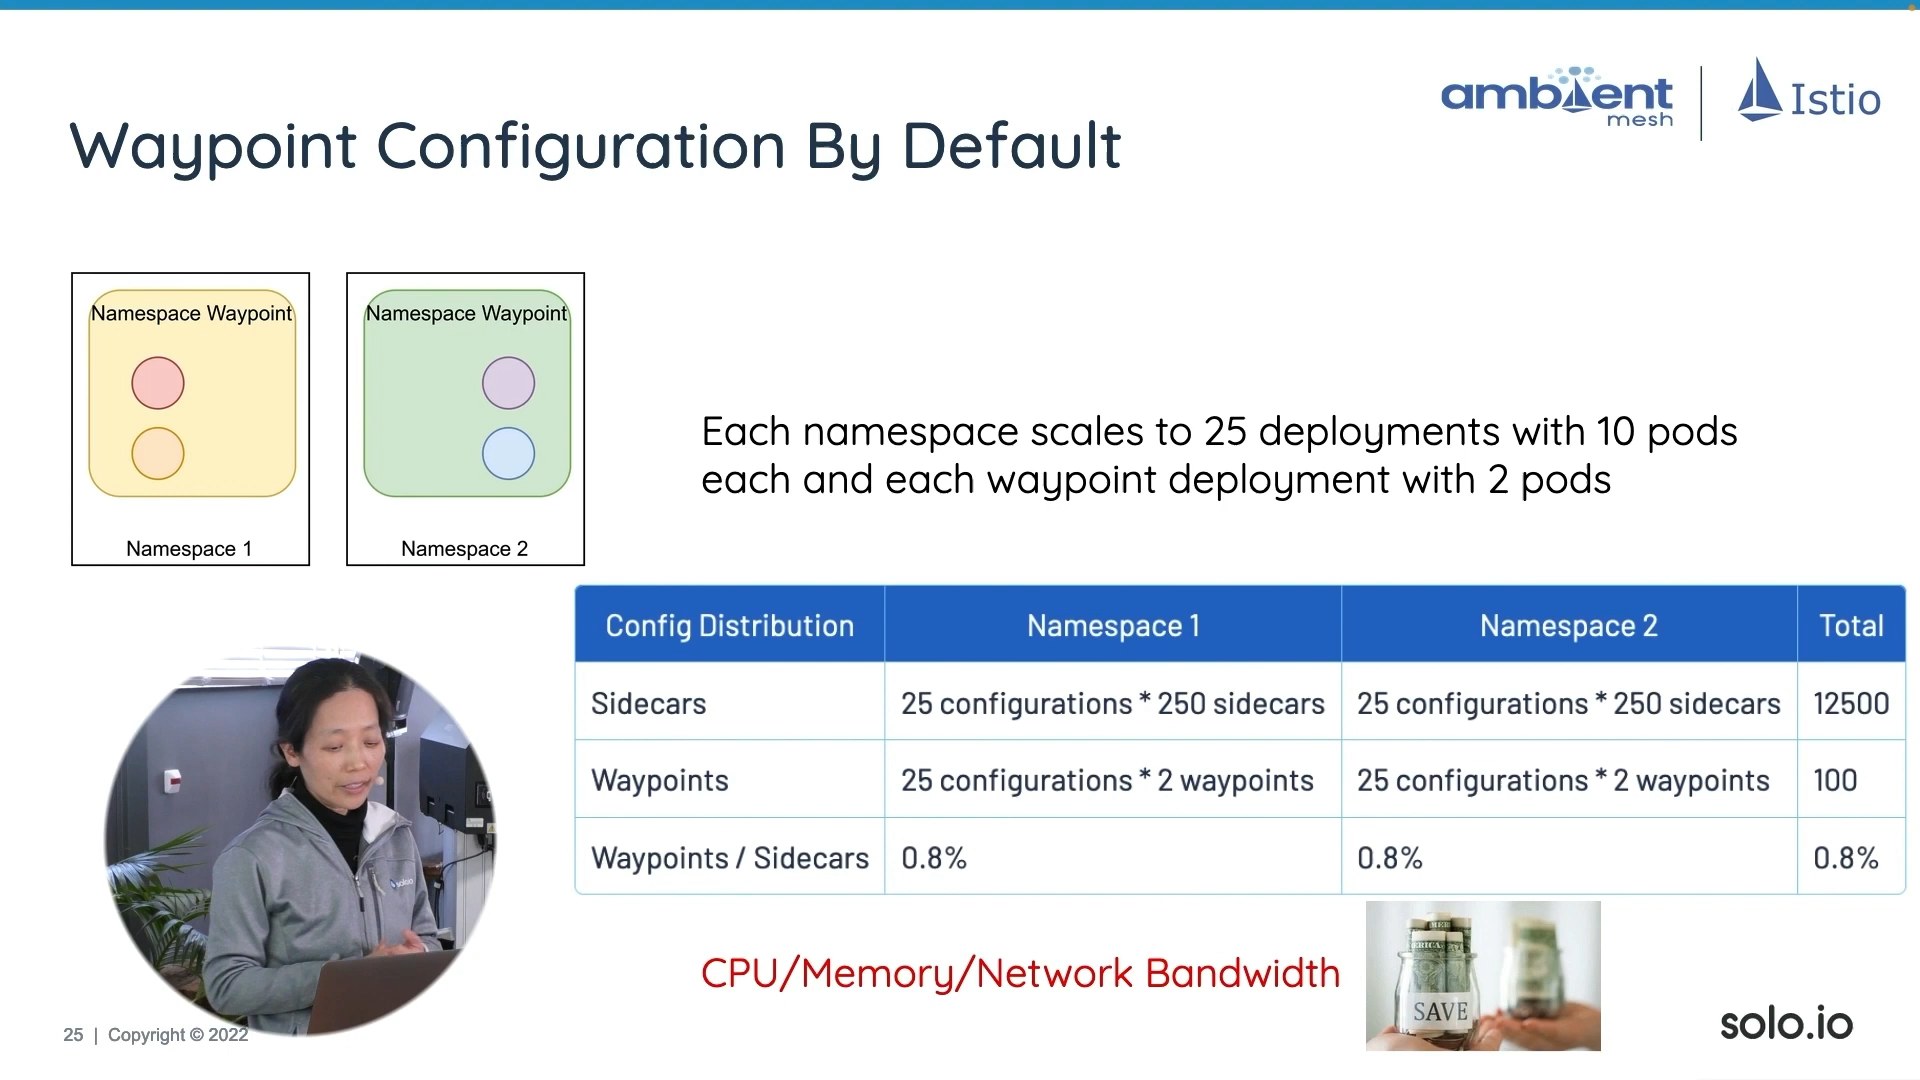 ambient
mesh
Istio
Waypoint Configuration By Default
Namespace Waypoint
Namespace 1
Namespace Waypoint
Namespace 2
Each namespace scales to 25 deployments with 10 pods
each and each waypoint deployment with 2 pods
Config Distribution Namespace 1 Namespace 2 Total
Sidecars 25 configurations * 250 sidecars 25 configurations * 250 sidecars 12500
Waypoints 25 configurations * 2 waypoints 25 configurations * 2 waypoints 100
Waypoints / Sidecars 0.8% 0.8% 0.8%
solo.io
CPU/Memory/Network Bandwidth
SAVE
25 | Copyright © 2022
solo.io